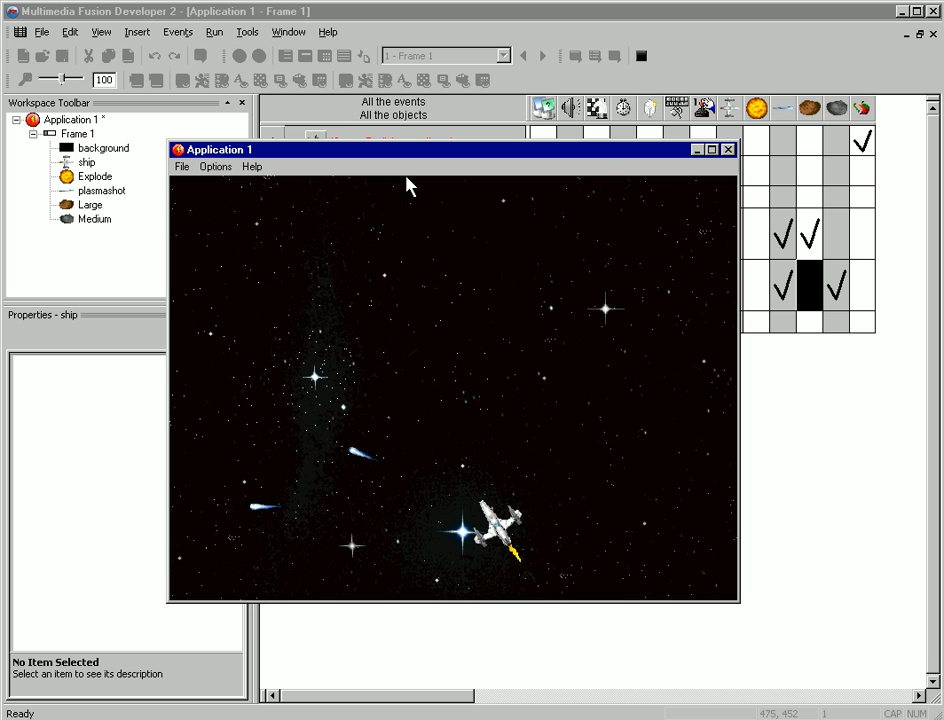 Multimedia Fusion Developer 2 - [Application 1 - Frame 1]
File Edit View Insert Events Run Tools Window Help
1 - Frame 1
100
Workspace Toolbar
Application 1 *
Frame 1
background
ship
Explode
plasmashot
Large
Medium
All the events
All the objects
Application 1
File Options Help
Properties - ship
No Item Selected
Select an item to see its description
Ready
475, 452
1
CAP NUM